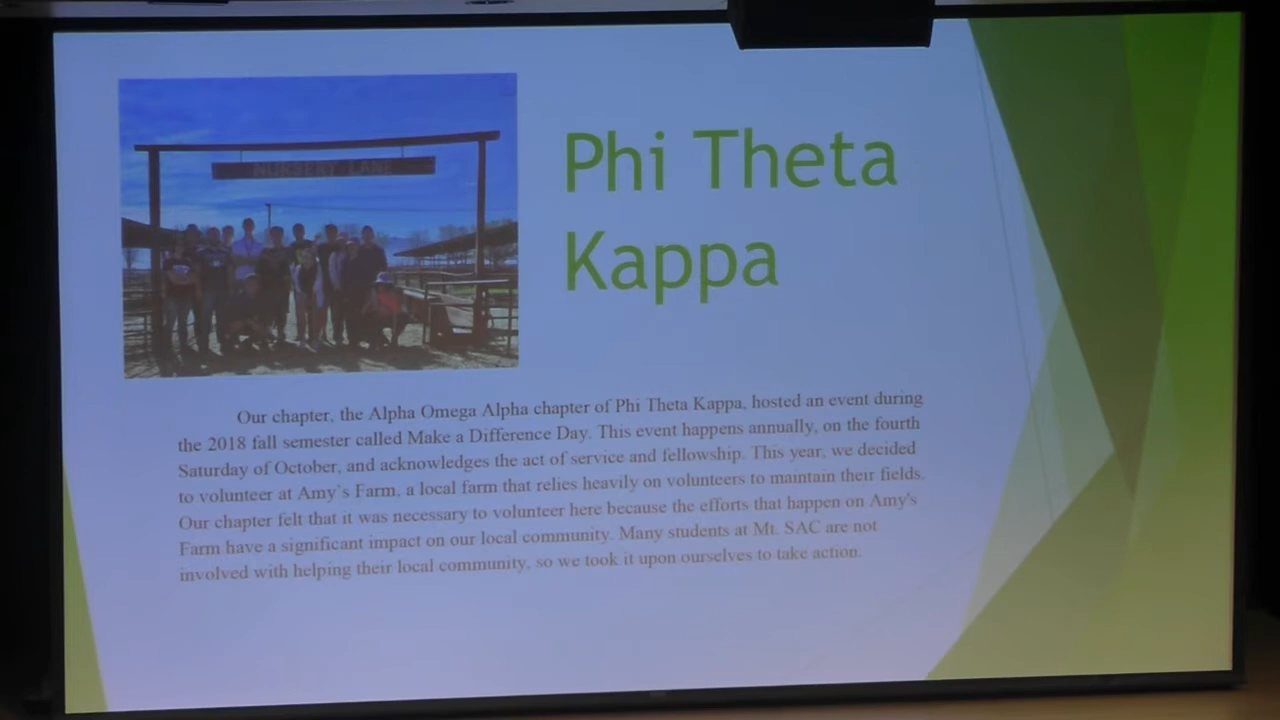 NURSERY LANE
Phi Theta
Kappa
Our chapter, the Alpha Omega Alpha chapter of Phi Theta Kappa, hosted an event during
the 2018 fall semester called Make a Difference Day. This event happens annually, on the fourth
Saturday of October, and acknowledges the act of service and fellowship. This year, we decided
to volunteer at Amy's Farm, a local farm that relies heavily on volunteers to maintain their fields.
Our chapter felt that it was necessary to volunteer here because the efforts that happen on Amy's
Farm have a significant impact on our local community. Many students at Mt. SAC are not
involved with helping their local community, so we took it upon ourselves to take action.